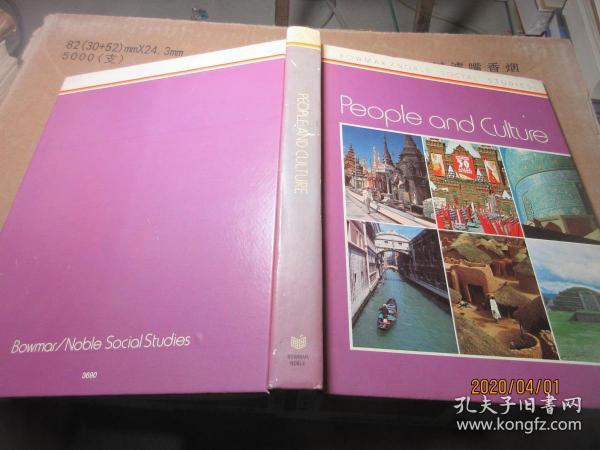 82(30+52)mmX24.3mm
5000(支)
嘴香烟
BOWMAR/NOBLE SOCIAL STUDIES
People and Culture
PEOPLE AND CULTURE
BOWMAR
NOBLE
Bowmar/Noble Social Studies
3690
2020/04/01
孔夫子旧书网
www.kongfz.com